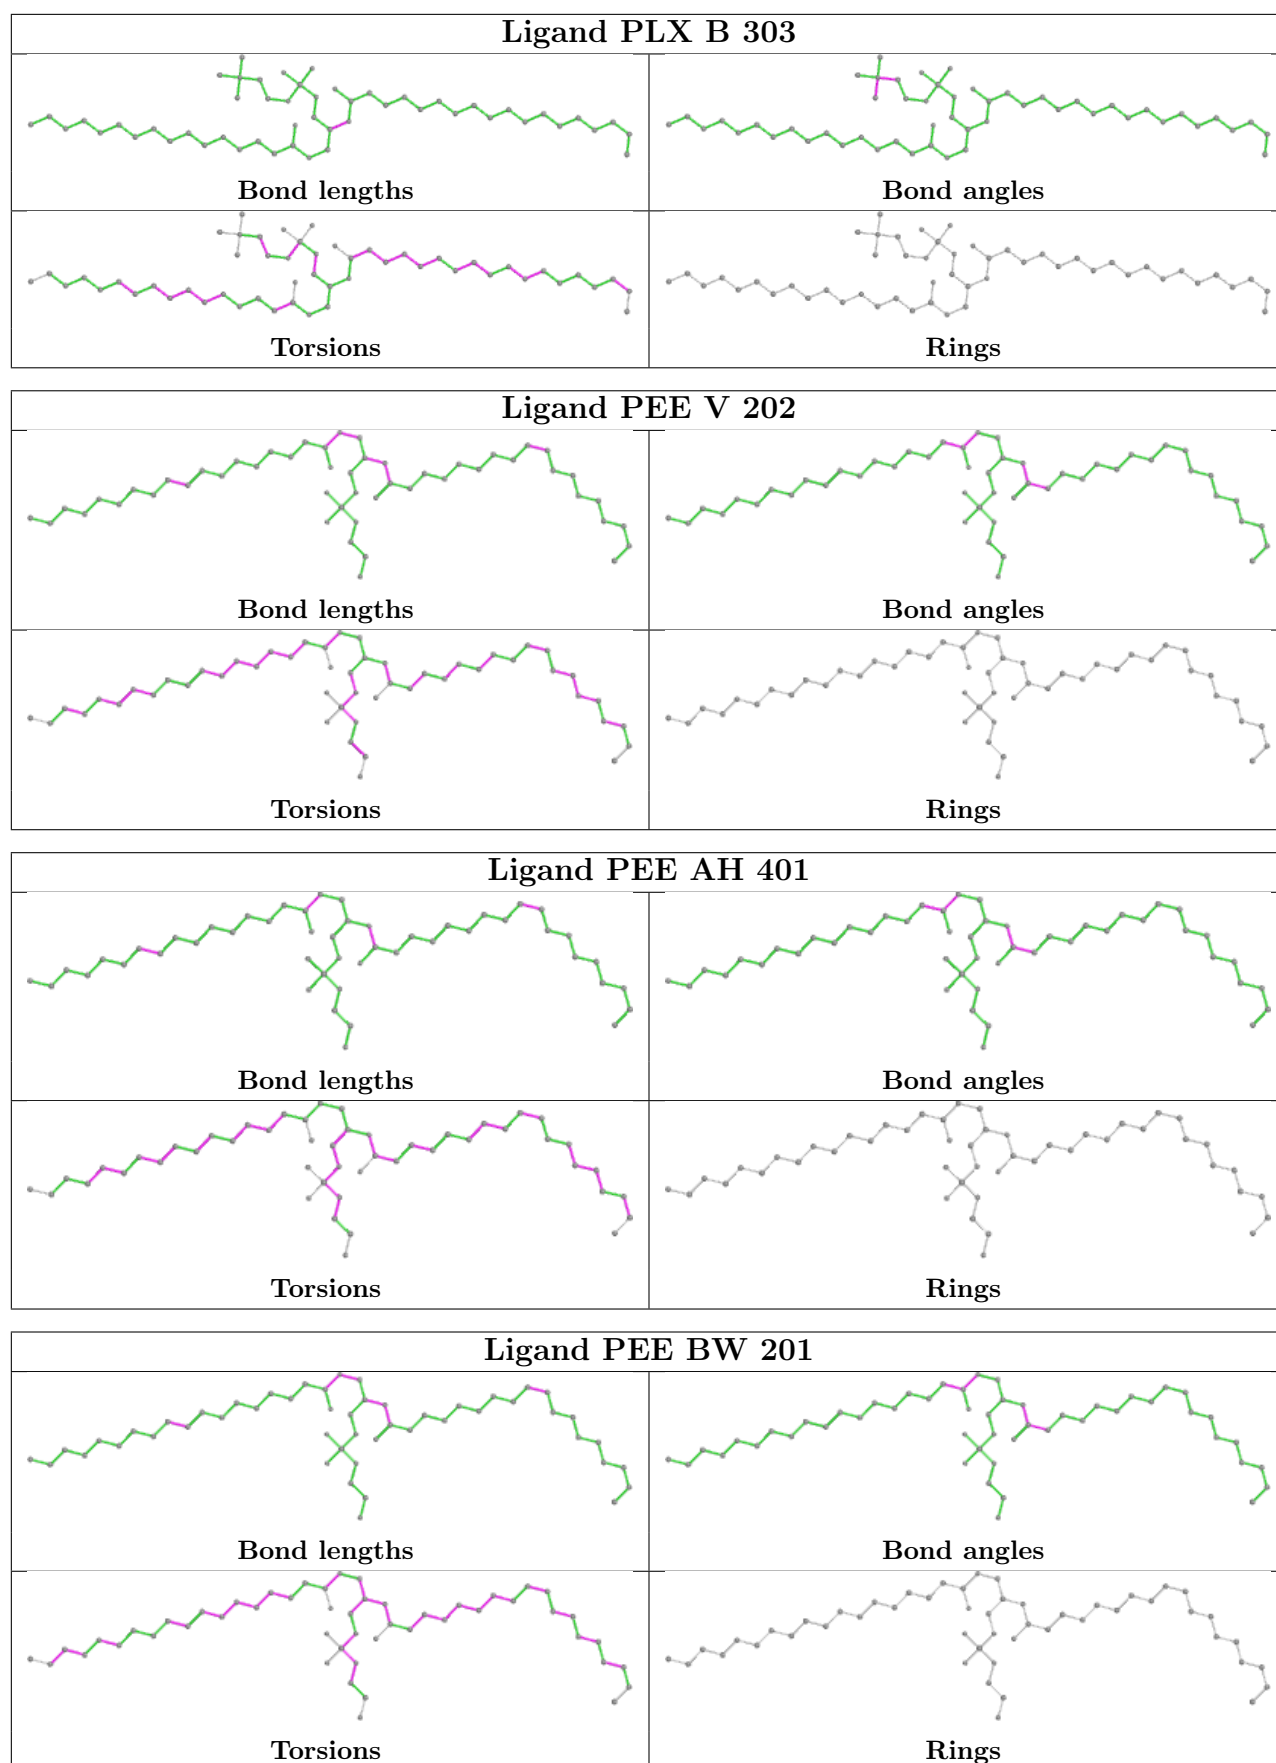 Ligand PLX B 303
Bond lengths
Bond angles
Torsions
Rings
Ligand PEE V 202
Bond lengths
Bond angles
Torsions
Rings
Ligand PEE AH 401
Bond lengths
Bond angles
Torsions
Rings
Ligand PEE BW 201
Bond lengths
Bond angles
Torsions
Rings